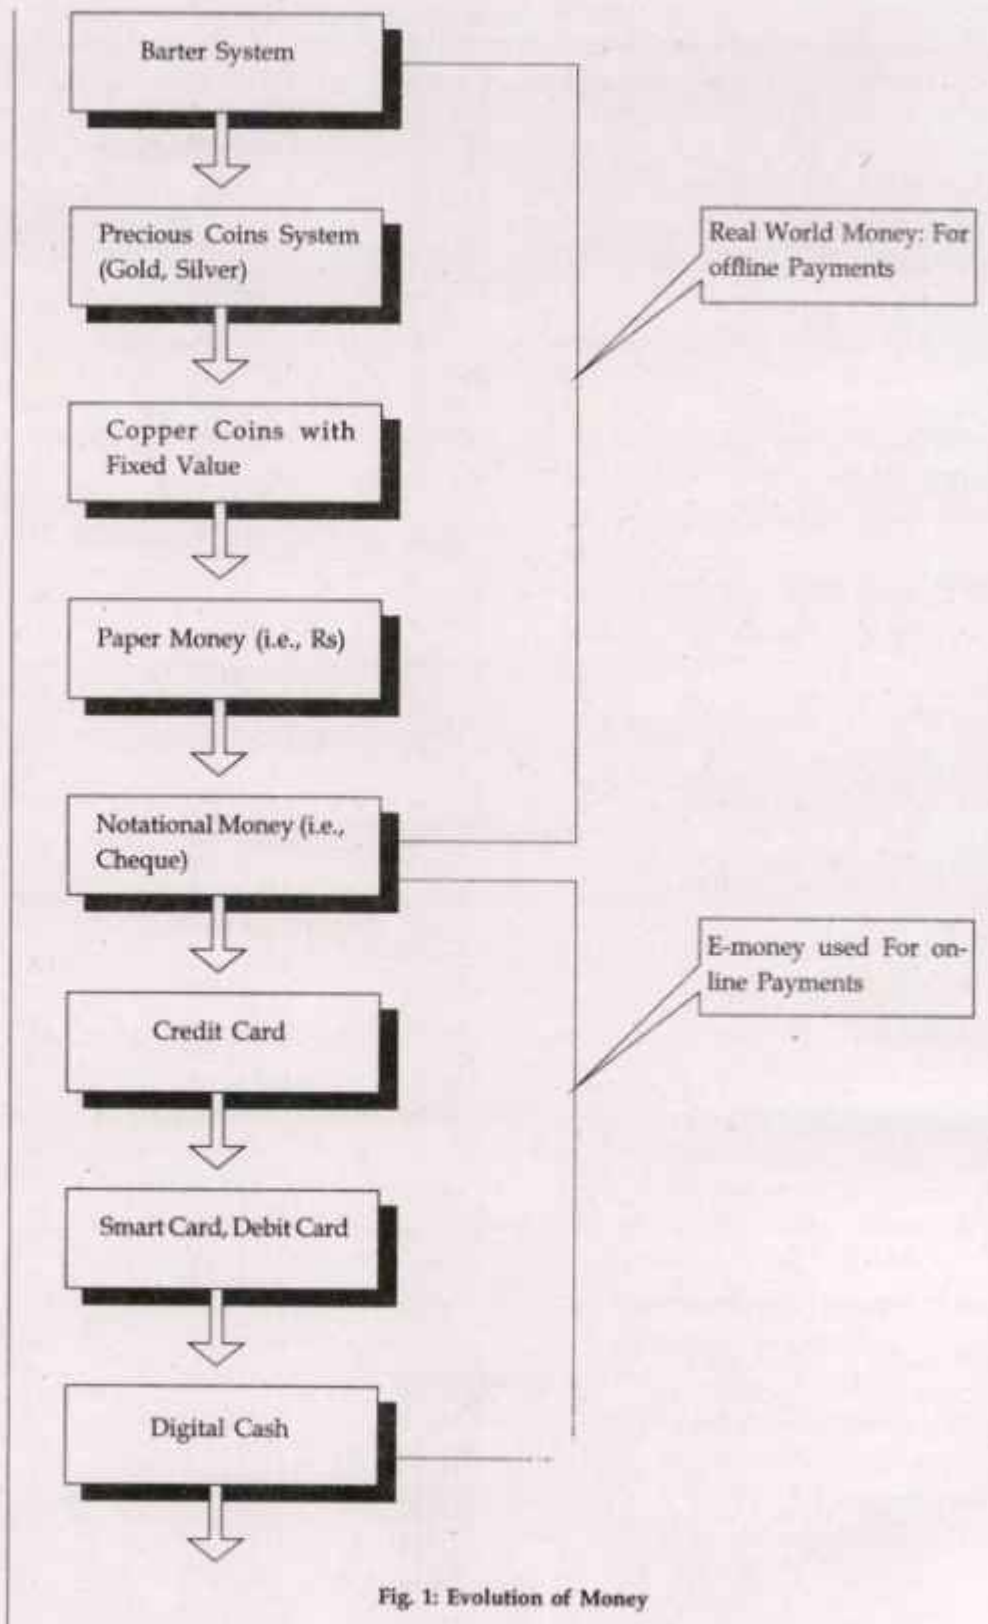 Barter System
Precious Coins System
(Gold, Silver)
Real World Money: For
offline Payments
Copper Coins with
Fixed Value
Paper Money (i.e., Rs)
Notational Money (i.e.,
Cheque)
E-money used For on-
line Payments
Credit Card
Smart Card, Debit Card
Digital Cash
Fig. 1: Evolution of Money